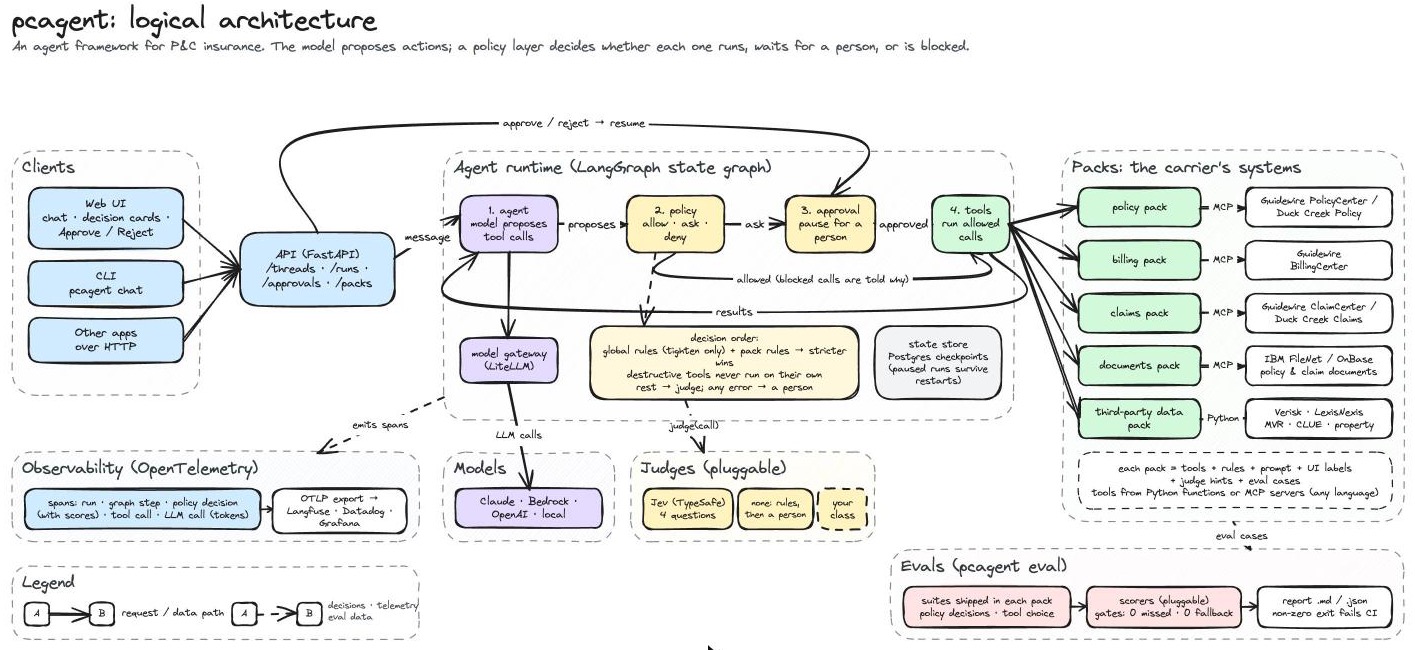 pcagent: logical architecture
An agent framework for P&C insurance. The model proposes actions; a policy layer decides whether each one runs, waits for a person, or is blocked.
approve / reject → resume
Clients
Web UI
chat · decision cards ·
Approve / Reject
CLI
pcagent chat
Other apps
over HTTP
API (FastAPI)
/threads · /runs ·
/approvals · /packs
message
Agent runtime (LangGraph state graph)
1. agent
model proposes
tool calls
proposes
2. policy
allow · ask ·
deny
ask
3. approval
pause for a
person
approved
4. tools
run allowed
calls
allowed (blocked calls are told why)
results
model gateway
(LiteLLM)
decision order:
global rules (tighten only) + pack rules → stricter
wins
destructive tools never run on their own
rest → judge; any error → a person
state store
Postgres checkpoints
(paused runs survive
restarts)
Packs: the carrier's systems
policy pack
MCP
Guidewire PolicyCenter /
Duck Creek Policy
billing pack
MCP
Guidewire
BillingCenter
claims pack
MCP
Guidewire ClaimCenter /
Duck Creek Claims
documents pack
MCP
IBM FileNet / OnBase
policy & claim documents
third-party data
pack
Python
Verisk · LexisNexis
MVR · CLUE · property
each pack = tools + rules + prompt + UI labels
+ judge hints + eval cases
tools from Python functions or MCP servers (any language)
emits spans
LLM calls
judge(call)
eval cases
Observability (OpenTelemetry)
spans: run · graph step · policy decision
(with scores) · tool call · LLM call (tokens)
OTLP export →
Langfuse · Datadog ·
Grafana
Models
Claude · Bedrock ·
OpenAI · local
Judges (pluggable)
Jev (TypeSafe)
4 questions
none: rules,
then a person
your
class
Legend
A
B
request / data path
A
B
decisions · telemetry
eval data
Evals (pcagent eval)
suites shipped in each pack
policy decisions · tool choice
scorers (pluggable)
gates: 0 missed · 0 fallback
report .md / .json
non-zero exit fails CI